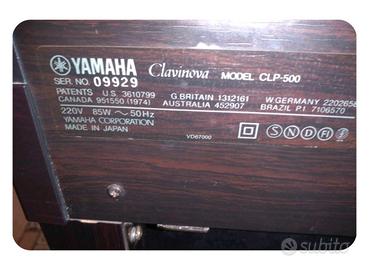 YAMAHA Clavinova MODEL CLP-500
SER. NO. 09929
PATENTS U.S. 3610799 G.BRITAIN 1312161 W.GERMANY 2202658
CANADA 951550 (1974) AUSTRALIA 452907 BRAZIL P.I. 7106570
220V 85W ~ 50Hz
YAMAHA CORPORATION
MADE IN JAPAN VD67000
S N D FI
subito